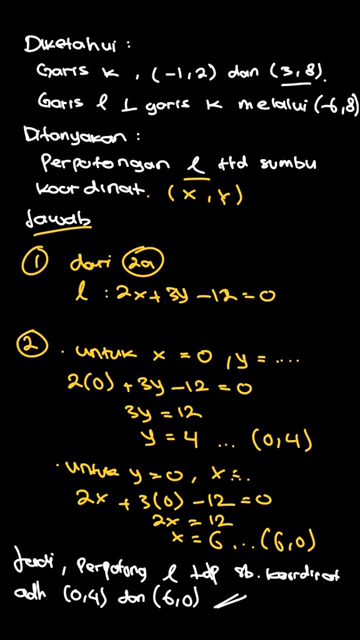 Diketahui :
Garis k, (-1,2) dan (3,8).
Garis l ⊥ garis k melalui (-6,8)
Ditanyakan :
Perpotongan l thd sumbu
koordinat. (x, y)
Jawab
① dari 2a
l : 2x+3y-12=0
② · untuk x = 0, y = ....
2(0) + 3y - 12 = 0
3y = 12
y = 4 ... (0,4)
· untuk y = 0, x =..
2x + 3(0) - 12 = 0
2x = 12
x = 6 ... (6,0)
Jadi, perpotong l tdp sb. koordinat
adh (0,4) dan (6,0)